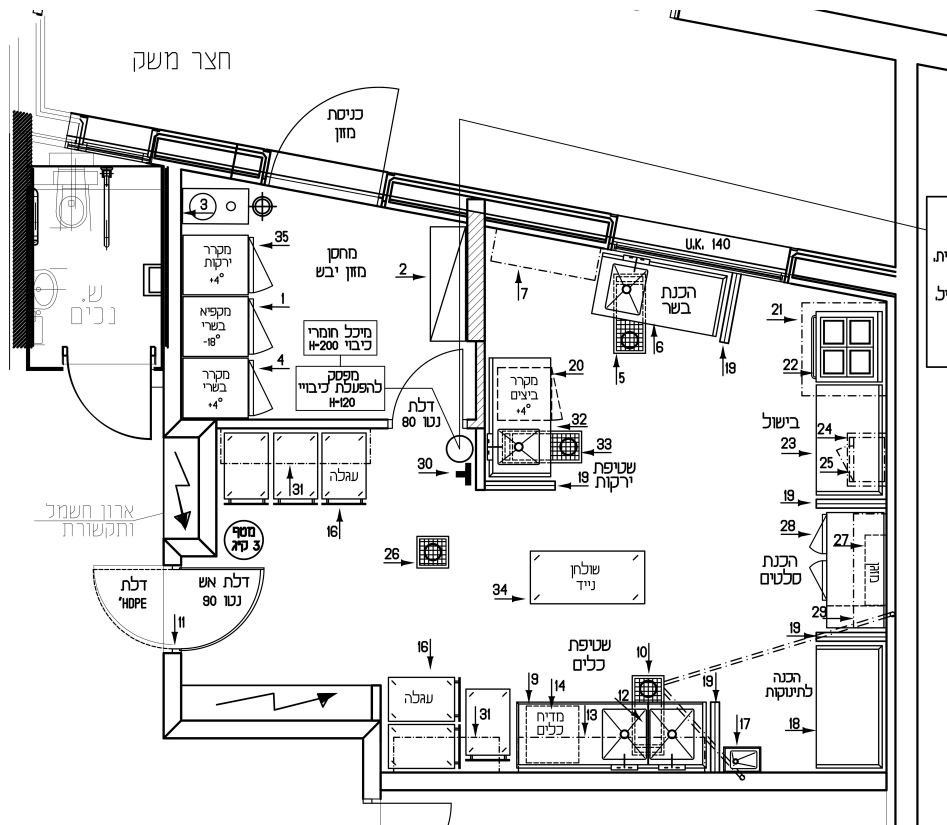 חצר משק
כניסת
מזון
U.K. 140
3
35
מקרר
ירקות
+4°
מחסן
מזון יבש
2
7
הכנת
בשר
5
6
19
ית.
יל.
ש.
נכים
1
מקפיא
בשרי
-18°
4
מקרר
בשרי
+4°
מיכל חומרי
כיבוי H=200
מפסק
להפעלת כיבויי
H=120
דלת
נטו 80
20
מקרר
ביצים
+4°
32
33
שטיפת
ירקות
19
30
21
22
בישול
24
23
25
19
28
27
הכנת
סלטים
מזגן
29
19
עגלה
31
16
ארון חשמל
ותקשורת
מטף
3 ק״ג
26
שולחן
נייד
34
דלת
HDPE"
דלת אש
נטו 90
11
שטיפת
כלים
10
16
עגלה
31
9
14
מדיח
כלים
13
12
19
17
הכנה
לתינוקות
18